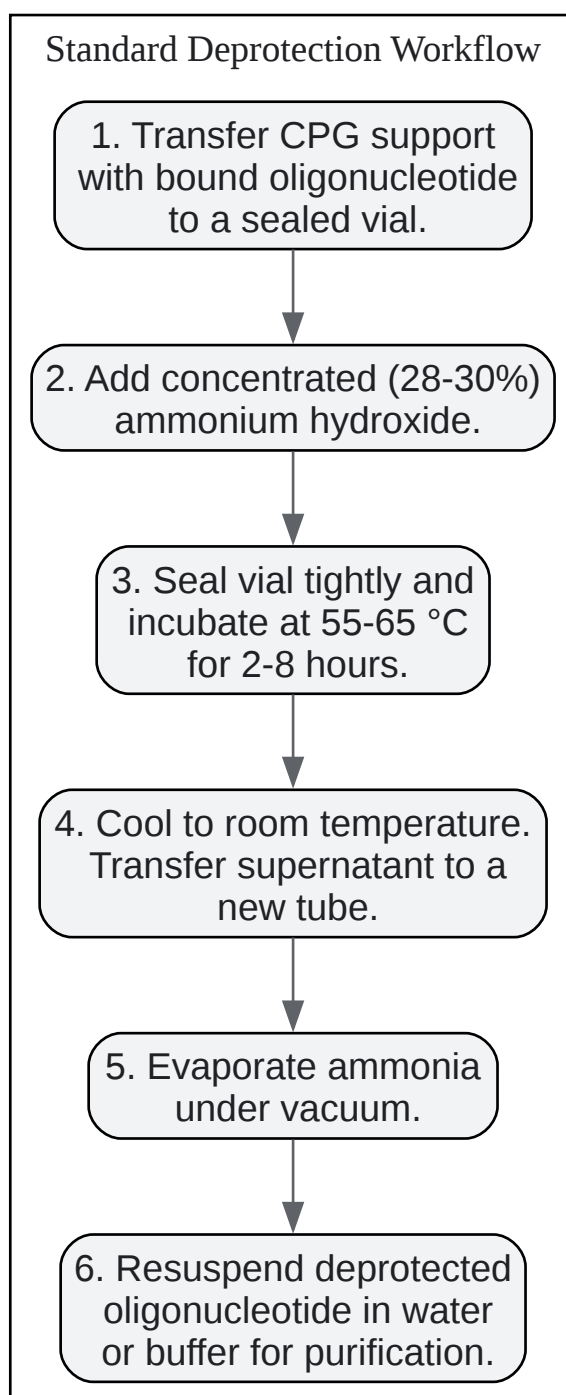 Standard Deprotection Workflow
1. Transfer CPG support
with bound oligonucleotide
to a sealed vial.
2. Add concentrated (28-30%)
ammonium hydroxide.
3. Seal vial tightly and
incubate at 55-65 °C
for 2-8 hours.
4. Cool to room temperature.
Transfer supernatant to a
new tube.
5. Evaporate ammonia
under vacuum.
6. Resuspend deprotected
oligonucleotide in water
or buffer for purification.